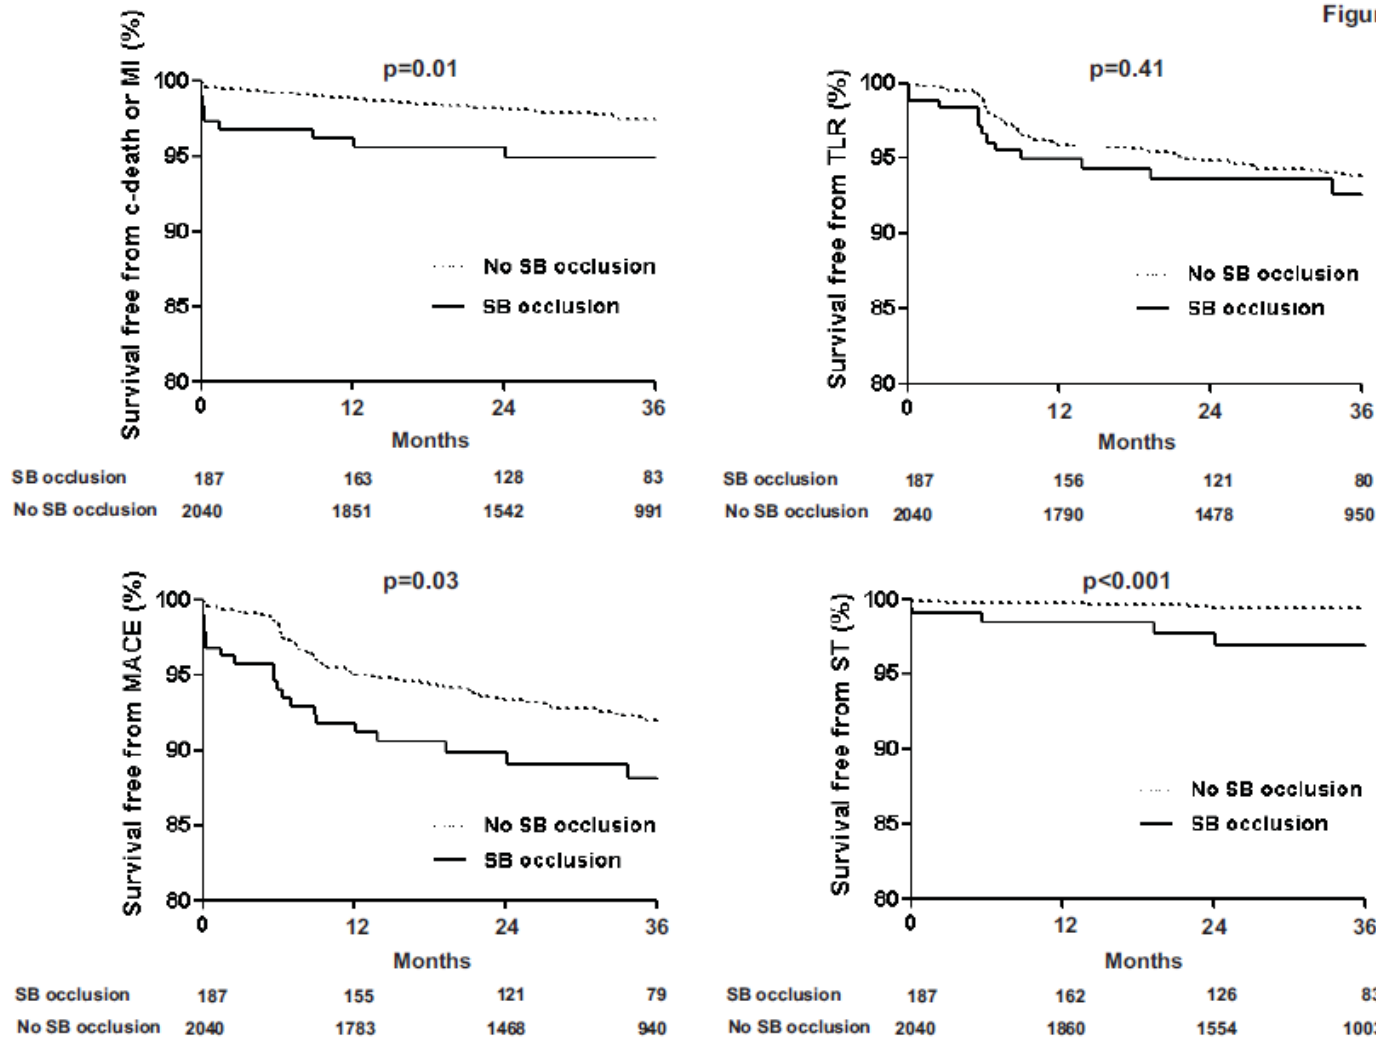 Figur
Survival free from c-death or MI (%)
p=0.01
100
95
90
85
80
No SB occlusion
SB occlusion
0 12 24 36
Months
SB occlusion 187 163 128 83
No SB occlusion 2040 1851 1542 991
Survival free from TLR (%)
p=0.41
100
95
90
85
80
No SB occlusion
SB occlusion
0 12 24 36
Months
SB occlusion 187 156 121 80
No SB occlusion 2040 1790 1478 950
Survival free from MACE (%)
p=0.03
100
95
90
85
80
No SB occlusion
SB occlusion
0 12 24 36
Months
SB occlusion 187 155 121 79
No SB occlusion 2040 1783 1468 940
Survival free from ST (%)
p<0.001
100
95
90
85
80
No SB occlusion
SB occlusion
0 12 24 36
Months
SB occlusion 187 162 126 83
No SB occlusion 2040 1860 1554 1003